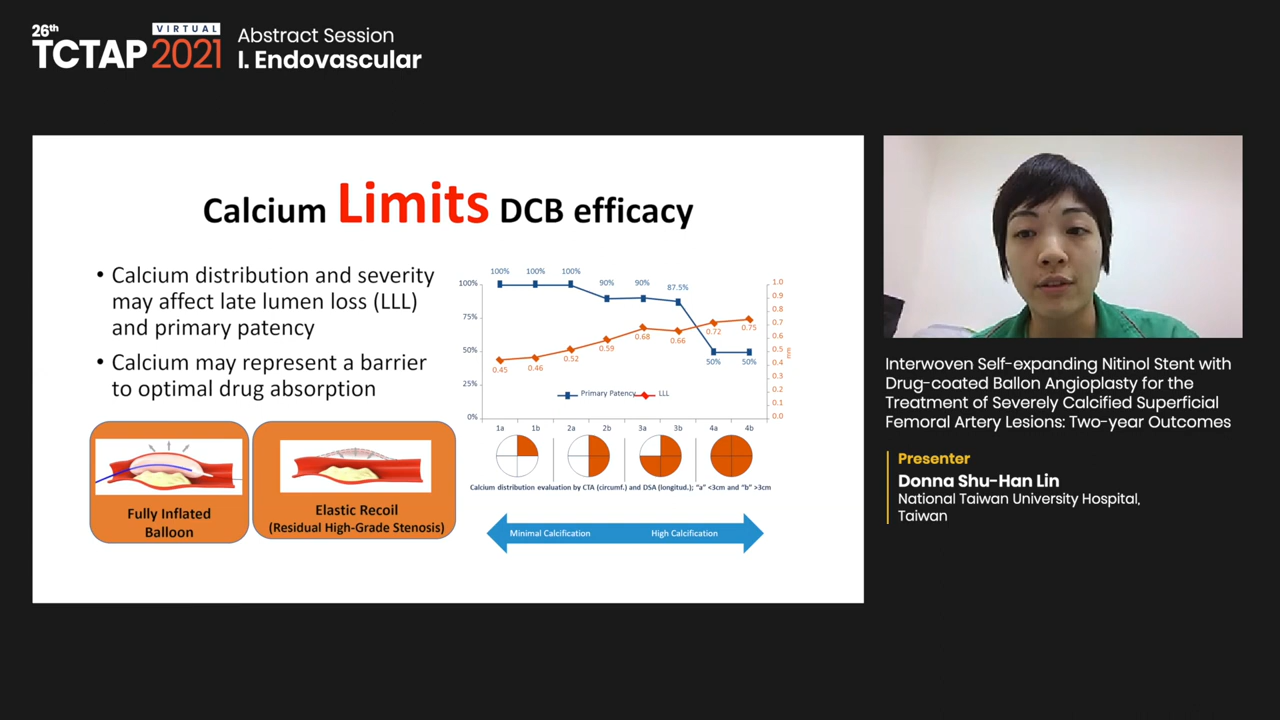 26th
VIRTUAL
TCTAP 2021
Abstract Session
I. Endovascular
Calcium Limits DCB efficacy
• Calcium distribution and severity
may affect late lumen loss (LLL)
and primary patency
• Calcium may represent a barrier
to optimal drug absorption
Fully Inflated
Balloon
Elastic Recoil
(Residual High-Grade Stenosis)
100% 100% 100% 90% 90% 87.5%
50% 50%
0.45 0.46 0.52 0.59 0.68 0.66 0.72 0.75
100%
75%
50%
25%
0%
1.0
0.9
0.8
0.7
0.6
0.5
0.4
0.3
0.2
0.1
0.0
mm
Primary Patency LLL
1a 1b 2a 2b 3a 3b 4a 4b
Calcium distribution evaluation by CTA (circumf.) and DSA (longitud.); "a" <3cm and "b" >3cm
Minimal Calcification High Calcification
Interwoven Self-expanding Nitinol Stent with
Drug-coated Ballon Angioplasty for the
Treatment of Severely Calcified Superficial
Femoral Artery Lesions: Two-year Outcomes
Presenter
Donna Shu-Han Lin
National Taiwan University Hospital,
Taiwan